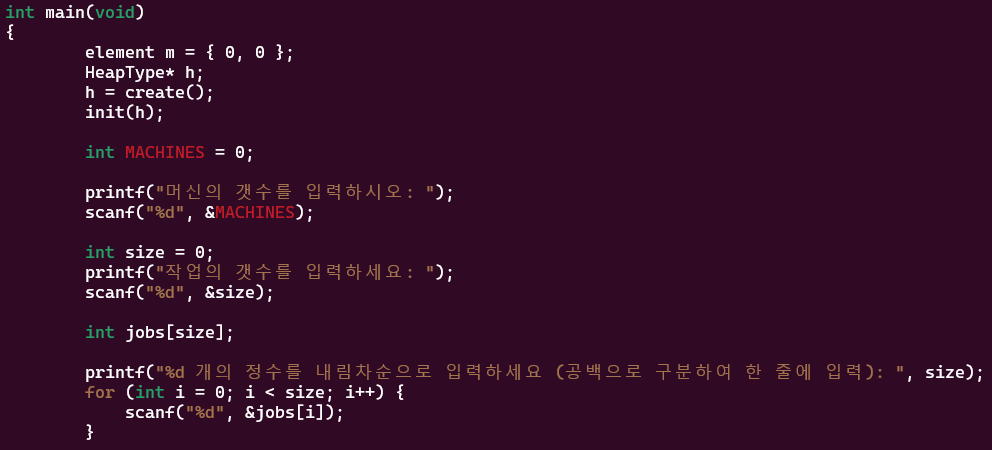 int main(void)
{
        element m = { 0, 0 };
        HeapType* h;
        h = create();
        init(h);

        int MACHINES = 0;

        printf("머신의 갯수를 입력하시오: ");
        scanf("%d", &MACHINES);

        int size = 0;
        printf("작업의 갯수를 입력하세요: ");
        scanf("%d", &size);

        int jobs[size];

        printf("%d 개의 정수를 내림차순으로 입력하세요 (공백으로 구분하여 한 줄에 입력): ", size);
        for (int i = 0; i < size; i++) {
            scanf("%d", &jobs[i]);
        }